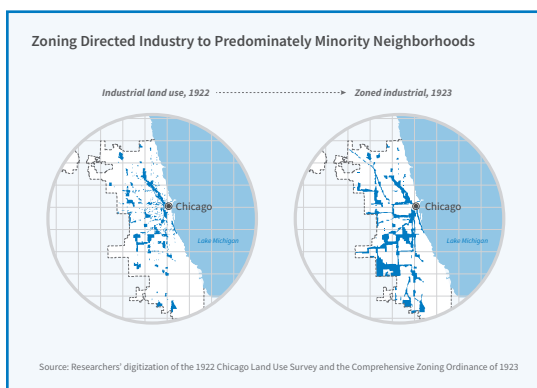 Zoning Directed Industry to Predominately Minority Neighborhoods
Industrial land use, 1922
Zoned industrial, 1923
Chicago
Lake Michigan
Chicago
Lake Michigan
Source: Researchers' digitization of the 1922 Chicago Land Use Survey and the Comprehensive Zoning Ordinance of 1923